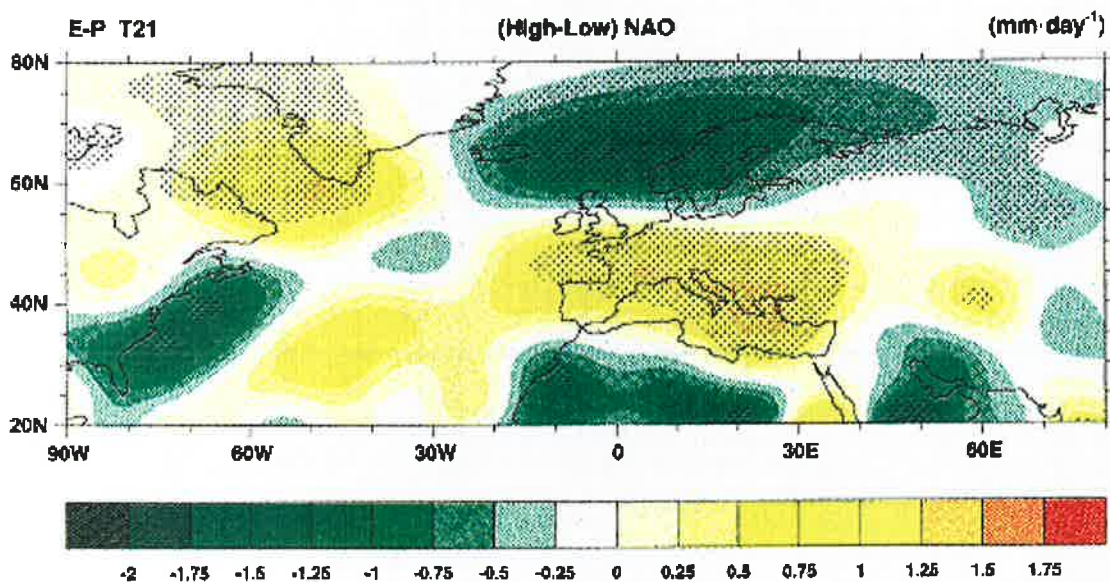 E-P T21 (High-Low) NAO (mm·day⁻¹)
80N
60N
40N
20N
90W 60W 30W 0 30E 60E
-2 -1.75 -1.5 -1.25 -1 -0.75 -0.5 -0.25 0 0.25 0.5 0.75 1 1.25 1.5 1.75